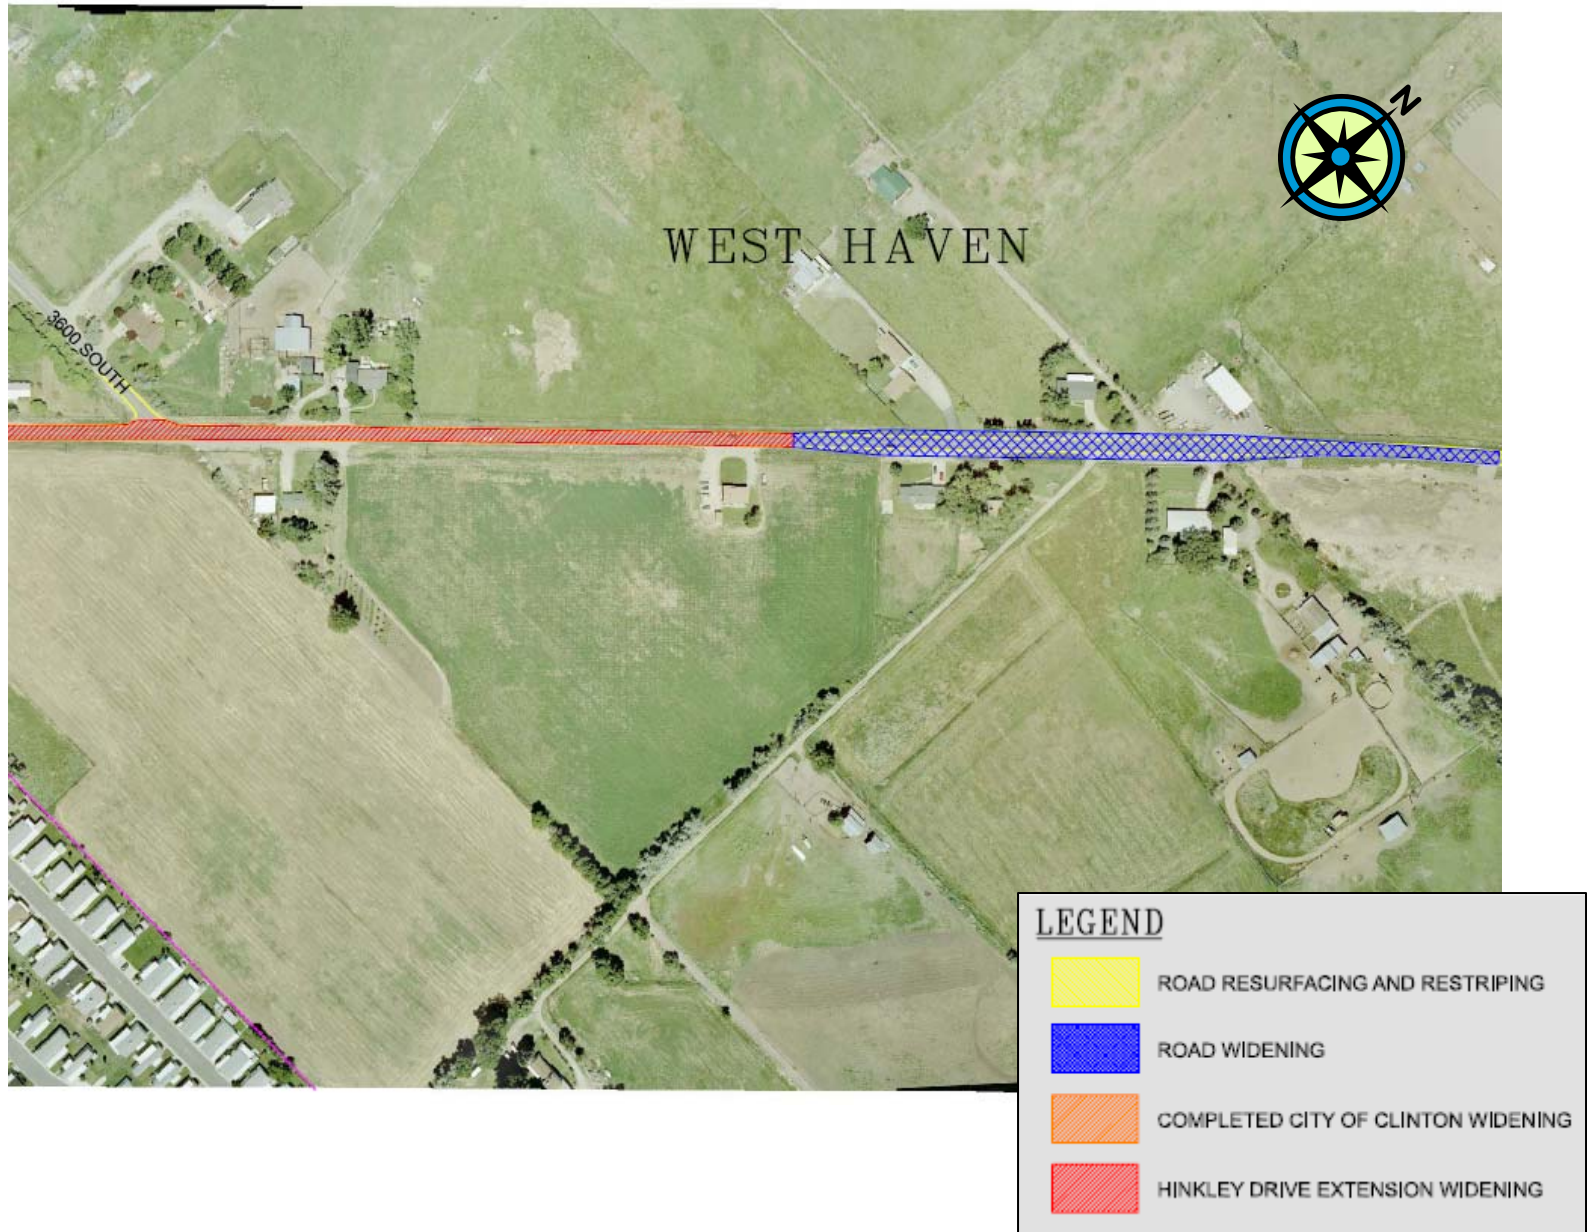 N
WEST HAVEN
3600 SOUTH
LEGEND
ROAD RESURFACING AND RESTRIPING
ROAD WIDENING
COMPLETED CITY OF CLINTON WIDENING
HINKLEY DRIVE EXTENSION WIDENING